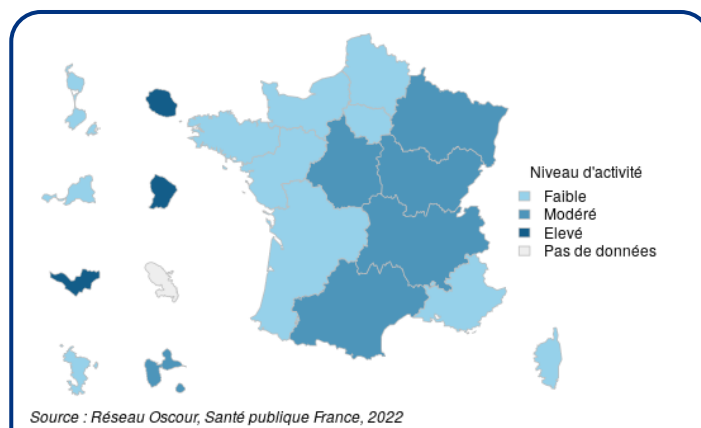 Niveau d'activité
Faible
Modéré
Elevé
Pas de données
Source : Réseau Oscour, Santé publique France, 2022